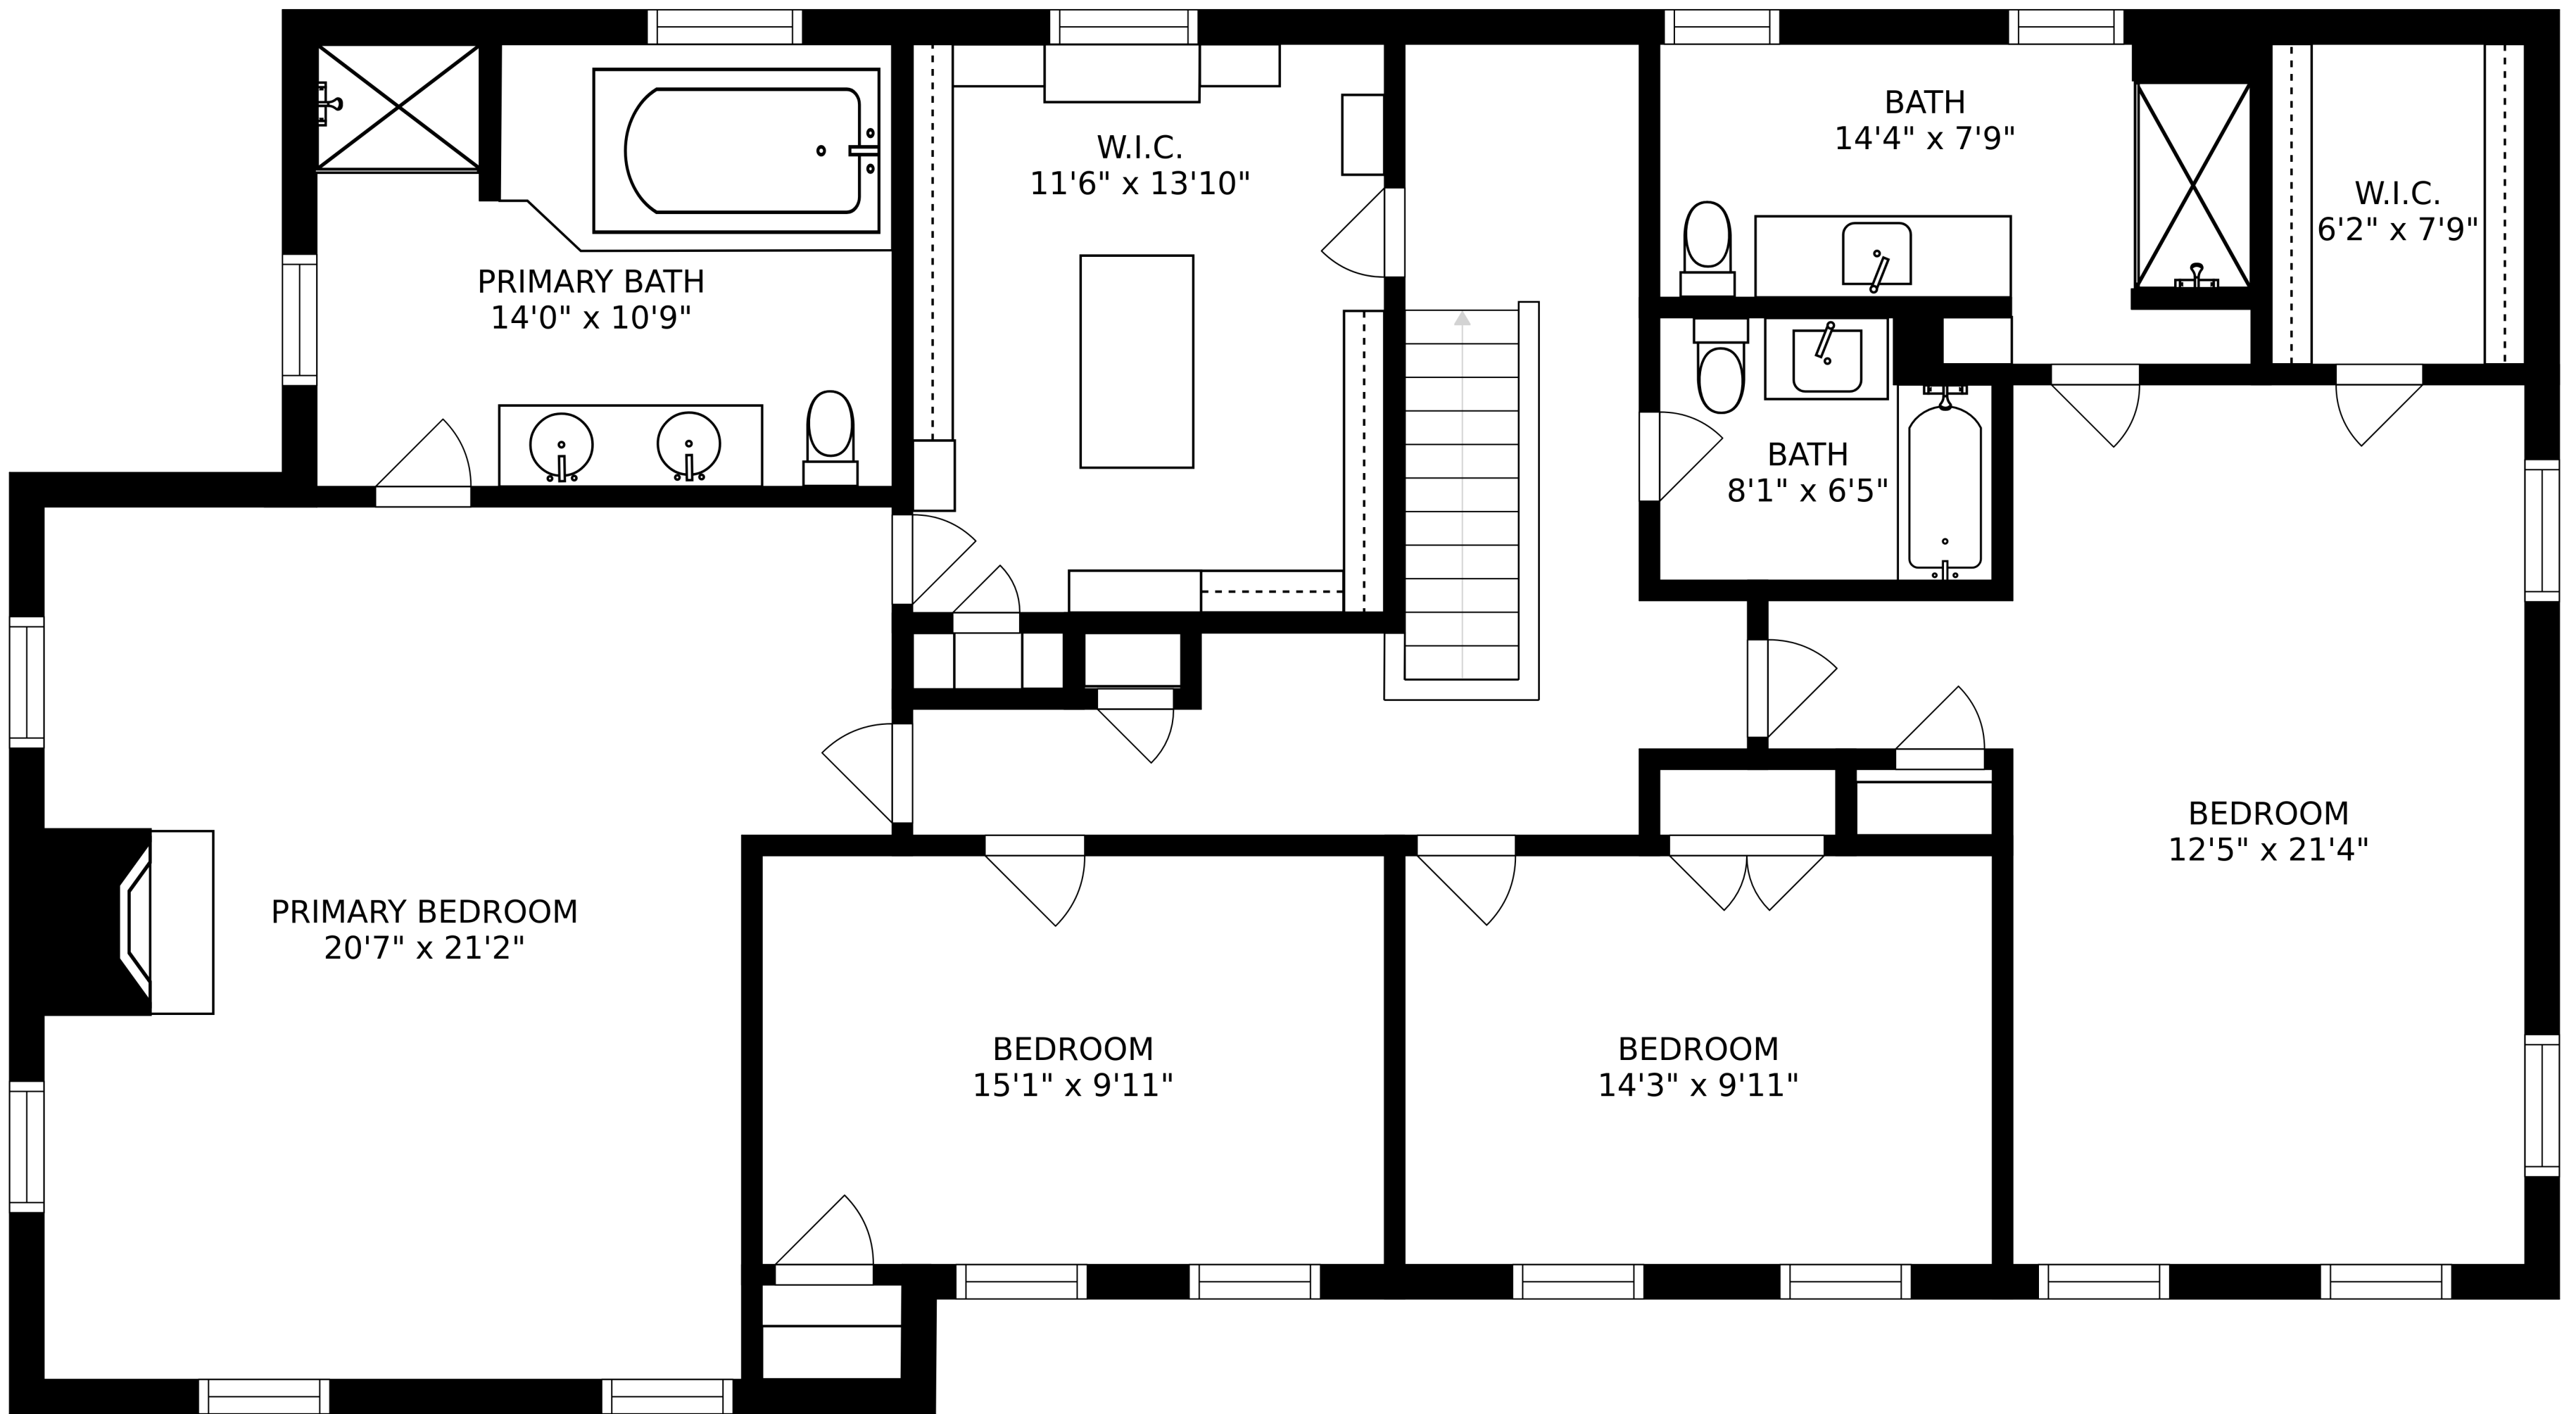 BATH
14'4" x 7'9"
W.I.C.
11'6" x 13'10"
W.I.C.
6'2" x 7'9"
PRIMARY BATH
14'0" x 10'9"
BATH
8'1" x 6'5"
BEDROOM
12'5" x 21'4"
PRIMARY BEDROOM
20'7" x 21'2"
BEDROOM
15'1" x 9'11"
BEDROOM
14'3" x 9'11"